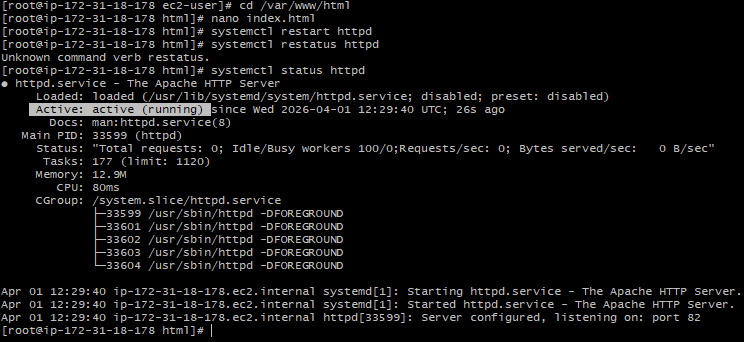 [root@ip-172-31-18-178 ec2-user]# cd /var/www/html
[root@ip-172-31-18-178 html]# nano index.html
[root@ip-172-31-18-178 html]# systemctl restart httpd
[root@ip-172-31-18-178 html]# systemctl restatus httpd
Unknown command verb restatus.
[root@ip-172-31-18-178 html]# systemctl status httpd
● httpd.service - The Apache HTTP Server
     Loaded: loaded (/usr/lib/systemd/system/httpd.service; disabled; preset: disabled)
     Active: active (running) since Wed 2026-04-01 12:29:40 UTC; 26s ago
       Docs: man:httpd.service(8)
   Main PID: 33599 (httpd)
     Status: "Total requests: 0; Idle/Busy workers 100/0;Requests/sec: 0; Bytes served/sec:   0 B/sec"
      Tasks: 177 (limit: 1120)
     Memory: 12.9M
        CPU: 80ms
     CGroup: /system.slice/httpd.service
             ├─33599 /usr/sbin/httpd -DFOREGROUND
             ├─33601 /usr/sbin/httpd -DFOREGROUND
             ├─33602 /usr/sbin/httpd -DFOREGROUND
             ├─33603 /usr/sbin/httpd -DFOREGROUND
             └─33604 /usr/sbin/httpd -DFOREGROUND
Apr 01 12:29:40 ip-172-31-18-178.ec2.internal systemd[1]: Starting httpd.service - The Apache HTTP Server...
Apr 01 12:29:40 ip-172-31-18-178.ec2.internal systemd[1]: Started httpd.service - The Apache HTTP Server.
Apr 01 12:29:40 ip-172-31-18-178.ec2.internal httpd[33599]: Server configured, listening on: port 82
[root@ip-172-31-18-178 html]#